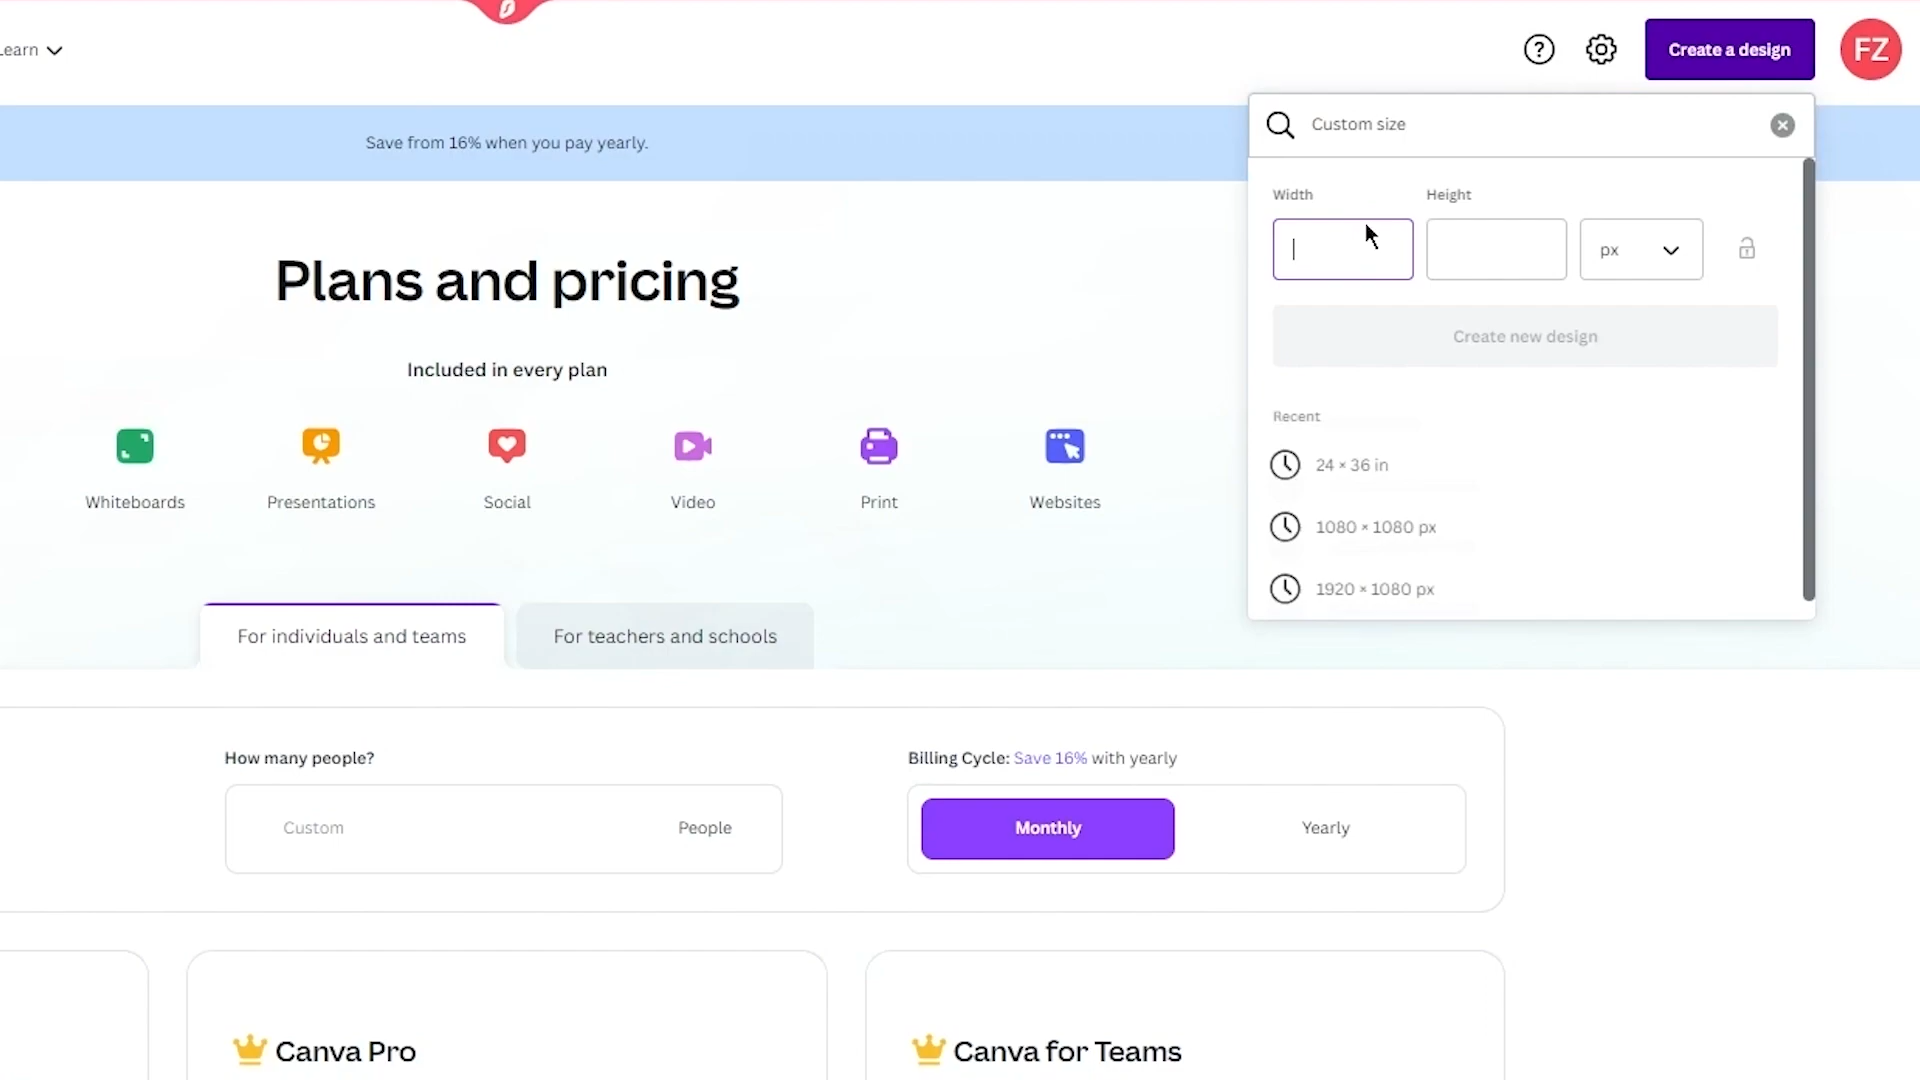 Learn
Create a design
FZ
Custom size
Save from 16% when you pay yearly.
Width
Height
px
Plans and pricing
Create new design
Included in every plan
Recent
24 × 36 in
1080 × 1080 px
1920 × 1080 px
Whiteboards
Presentations
Social
Video
Print
Websites
For individuals and teams
For teachers and schools
How many people?
Billing Cycle: Save 16% with yearly
Custom
People
Monthly
Yearly
Canva Pro
Canva for Teams